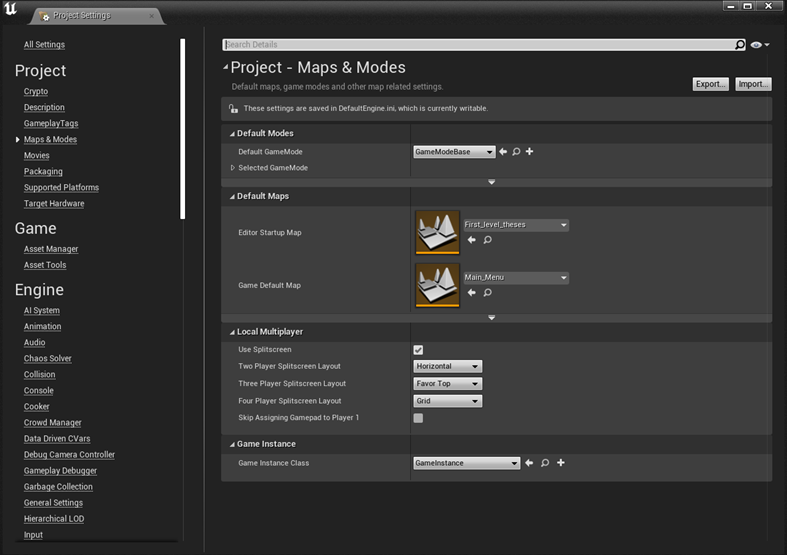 Project Settings
All Settings
Project
Crypto
Description
GameplayTags
Maps & Modes
Movies
Packaging
Supported Platforms
Target Hardware
Game
Asset Manager
Asset Tools
Engine
AI System
Animation
Audio
Chaos Solver
Collision
Console
Cooker
Crowd Manager
Data Driven CVars
Debug Camera Controller
Gameplay Debugger
Garbage Collection
General Settings
Hierarchical LOD
Input
Search Details
Project - Maps & Modes
Default maps, game modes and other map related settings.
Export... Import...
These settings are saved in DefaultEngine.ini, which is currently writable.
Default Modes
Default GameMode GameModeBase
Selected GameMode
Default Maps
Editor Startup Map First_level_theses
Game Default Map Main_Menu
Local Multiplayer
Use Splitscreen
Two Player Splitscreen Layout Horizontal
Three Player Splitscreen Layout Favor Top
Four Player Splitscreen Layout Grid
Skip Assigning Gamepad to Player 1
Game Instance
Game Instance Class GameInstance